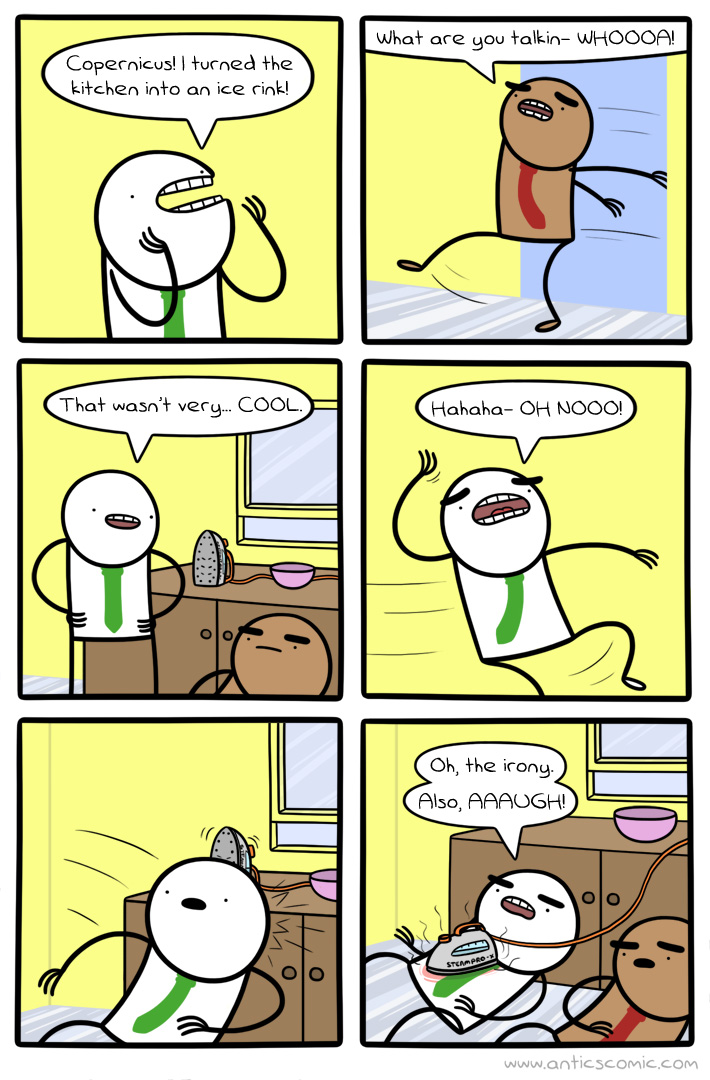 Copernicus! I turned the
kitchen into an ice rink!
What are you talkin- WHOOOA!
That wasn't very... COOL.
Hahaha- OH NOOO!
Oh, the irony.
Also, AAAUGH!
STEAMPRO-X
www.anticscomic.com